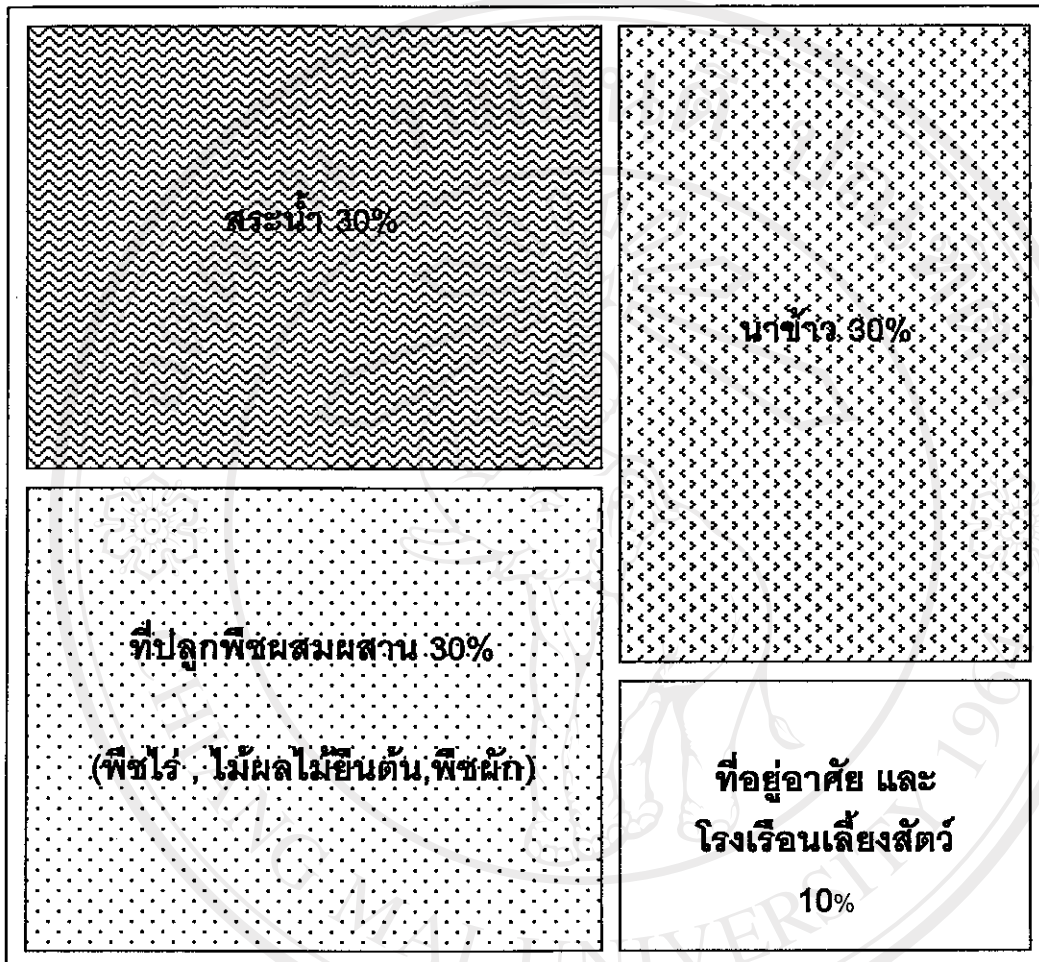 สระน้ำ 30%
นาข้าว 30%
ที่ปลูกพืชผสมผสาน 30%
(พืชไร่ , ไม้ผลไม้ยืนต้น,พืชผัก)
ที่อยู่อาศัย และ
โรงเรือนเลี้ยงสัตว์
10%